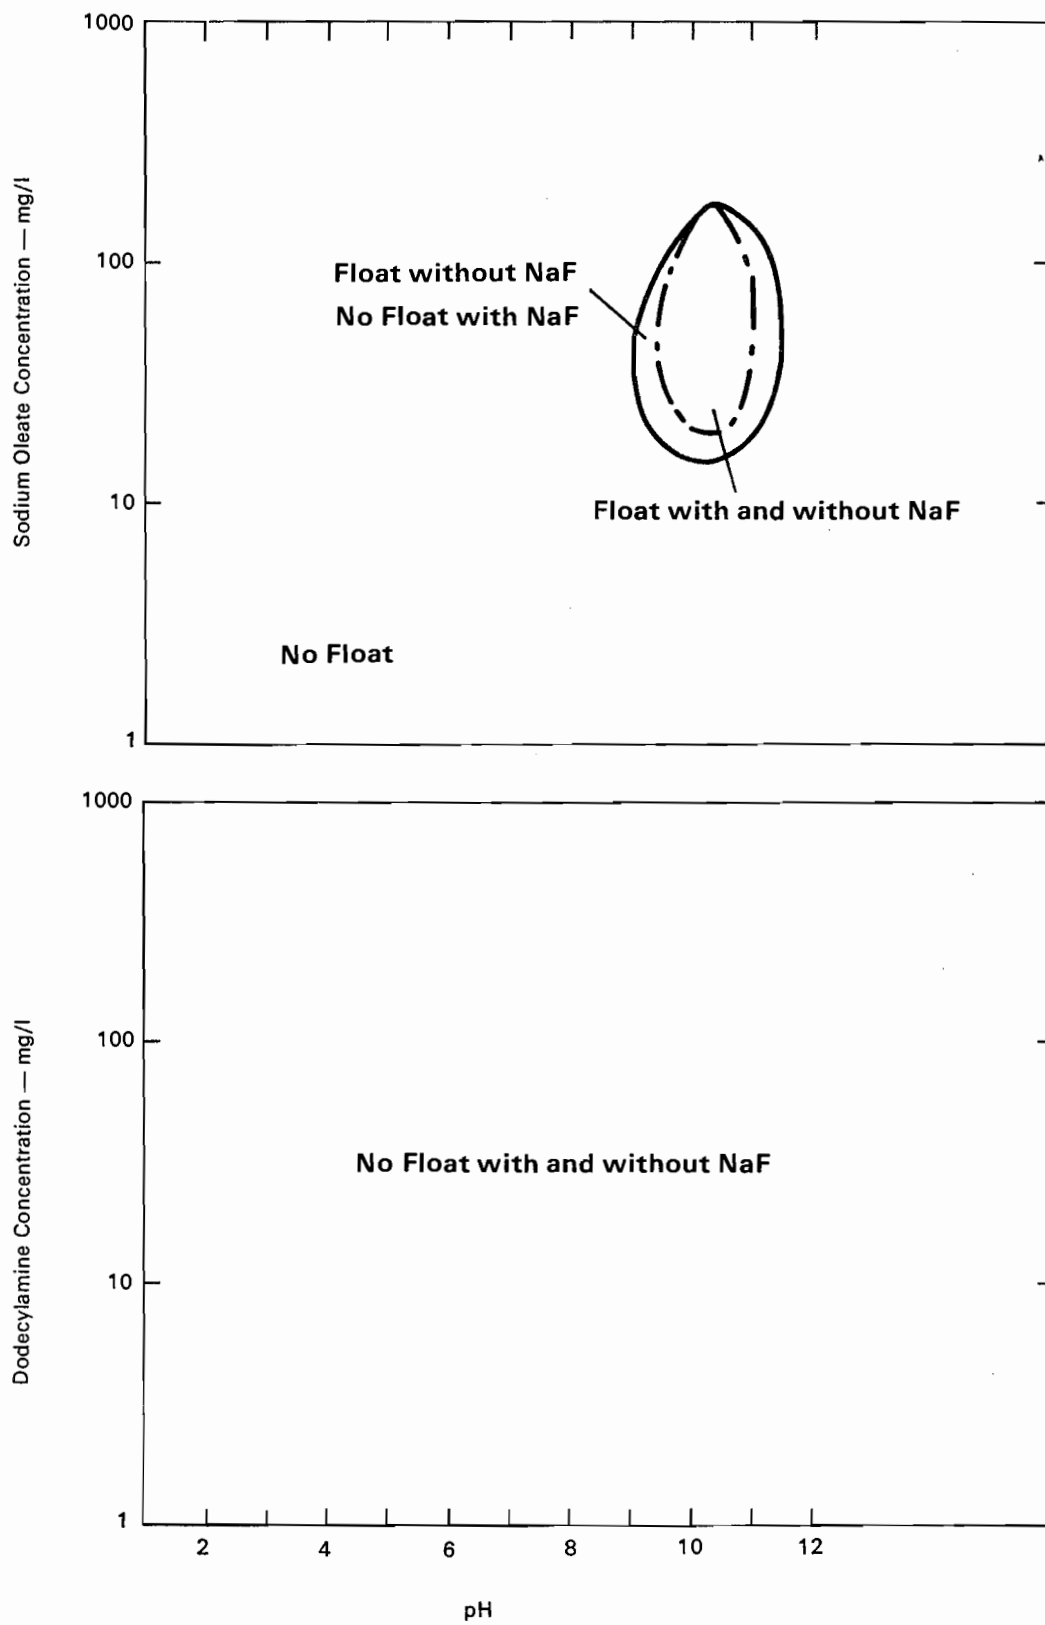 1000
Sodium Oleate Concentration — mg/l
100
Float without NaF
No Float with NaF
10
Float with and without NaF
No Float
1
1000
Dodecylamine Concentration — mg/l
100
No Float with and without NaF
10
1
2 4 6 8 10 12
pH